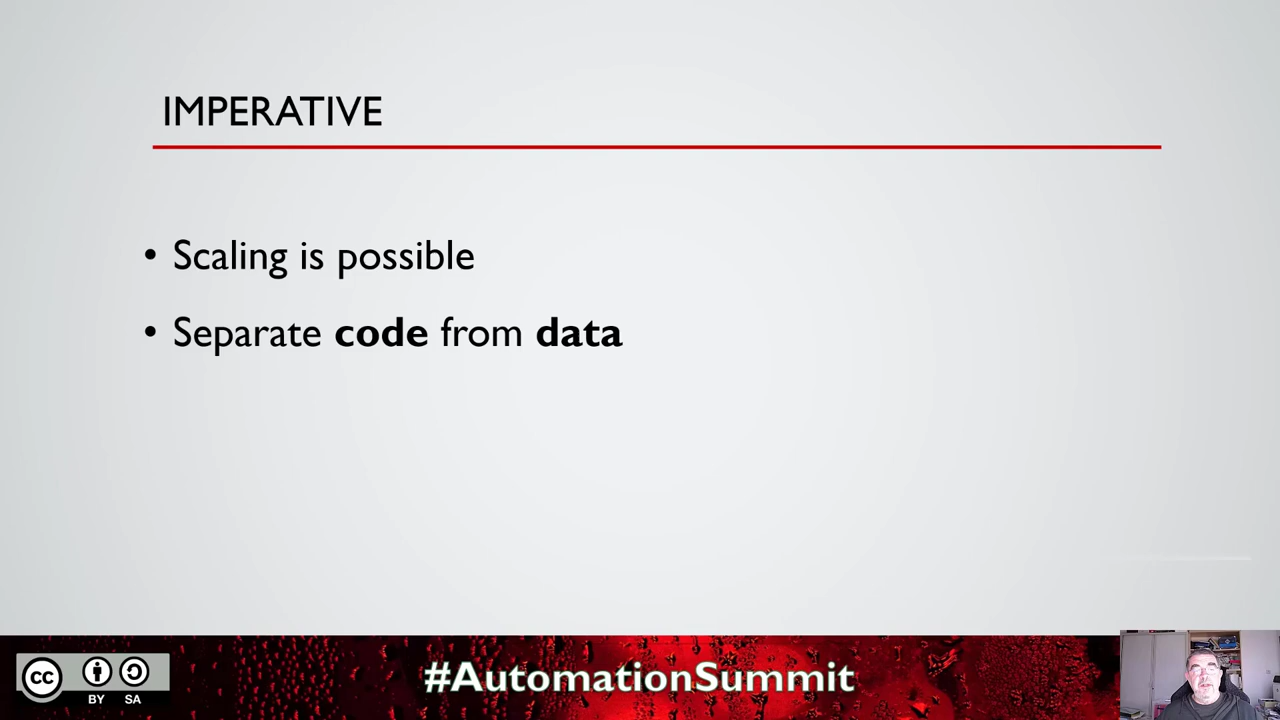 IMPERATIVE
• Scaling is possible
• Separate code from data
cc
BY SA
#AutomationSummit